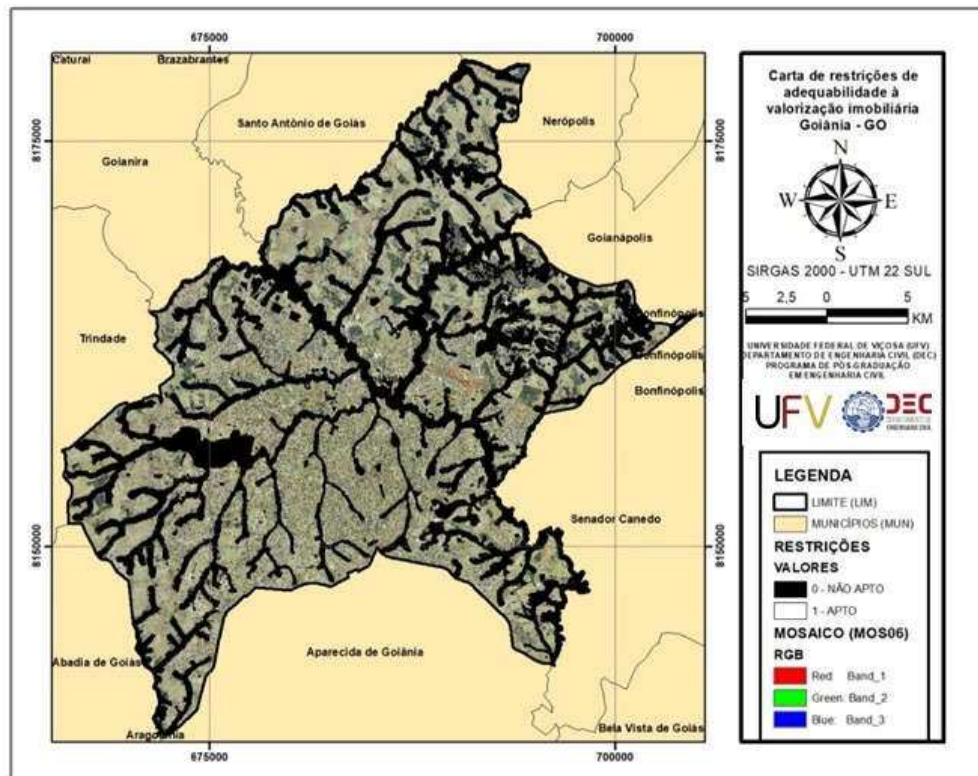 675000
700000
Caturaí
Brazabrantes
Santo Antônio de Goiás
Nerópolis
8175000
8175000
Goianira
Goianápolis
Trindade
Bonfinópolis
Bonfinópolis
Bonfinópolis
Senador Canedo
8150000
8150000
Abadia de Goiás
Aparecida de Goiânia
Aragoiânia
Bela Vista de Goiás
675000
700000
Carta de restrições de
adequabilidade à
valorização imobiliária
Goiânia - GO
N
W
E
S
SIRGAS 2000 - UTM 22 SUL
5 2,5 0 5
KM
UNIVERSIDADE FEDERAL DE VIÇOSA (UFV)
DEPARTAMENTO DE ENGENHARIA CIVIL (DEC)
PROGRAMA DE PÓS-GRADUAÇÃO
EM ENGENHARIA CIVIL
UFV
DEC
LEGENDA
LIMITE (LIM)
MUNICÍPIOS (MUN)
RESTRIÇÕES
VALORES
0 - NÃO APTO
1 - APTO
MOSAICO (MOS06)
RGB
Red: Band_1
Green: Band_2
Blue: Band_3